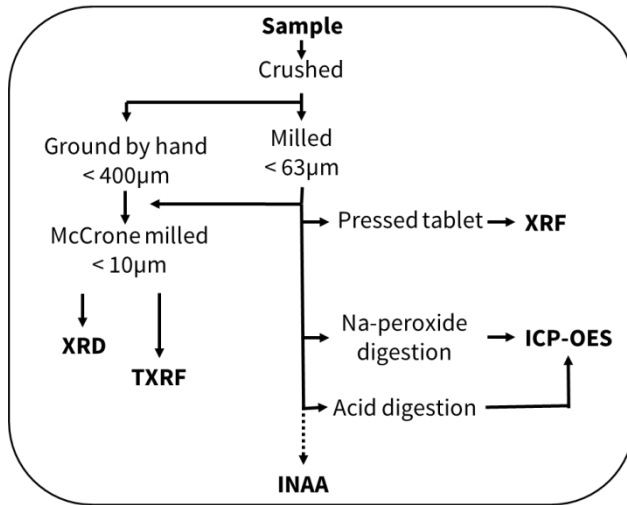 Sample
Crushed
Ground by hand
< 400µm
Milled
< 63µm
Pressed tablet
XRF
McCrone milled
< 10µm
Na-peroxide
digestion
ICP-OES
XRD
TXRF
Acid digestion
INAA